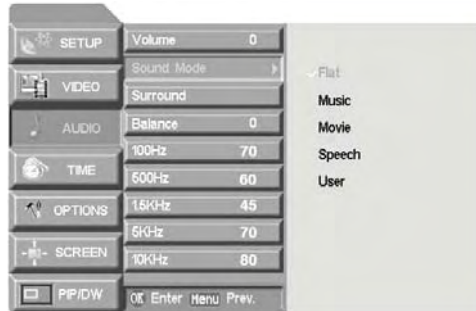 SETUP
VIDEO
AUDIO
TIME
OPTIONS
SCREEN
PIP/DW
Volume 0
Sound Mode
Surround
Balance 0
100Hz 70
500Hz 60
1.5KHz 45
5KHz 70
10KHz 80
OK Enter Menu Prev.
Flat
Music
Movie
Speech
User